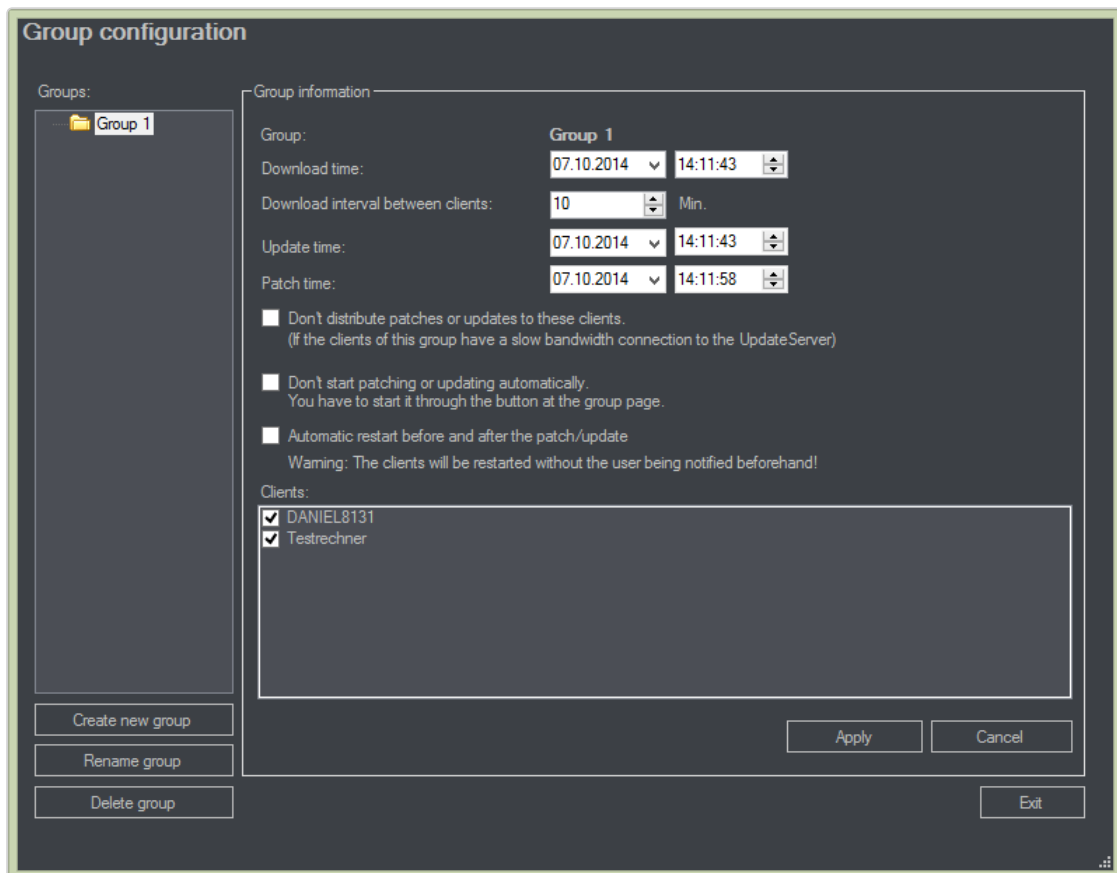 Group configuration
Groups:
Group 1
Create new group
Rename group
Delete group
Group information
Group: Group 1
Download time: 07.10.2014 14:11:43
Download interval between clients: 10 Min.
Update time: 07.10.2014 14:11:43
Patch time: 07.10.2014 14:11:58
Don't distribute patches or updates to these clients.
(If the clients of this group have a slow bandwidth connection to the UpdateServer)
Don't start patching or updating automatically.
You have to start it through the button at the group page.
Automatic restart before and after the patch/update
Warning: The clients will be restarted without the user being notified beforehand!
Clients:
DANIEL8131
Testrechner
Apply Cancel
Exit